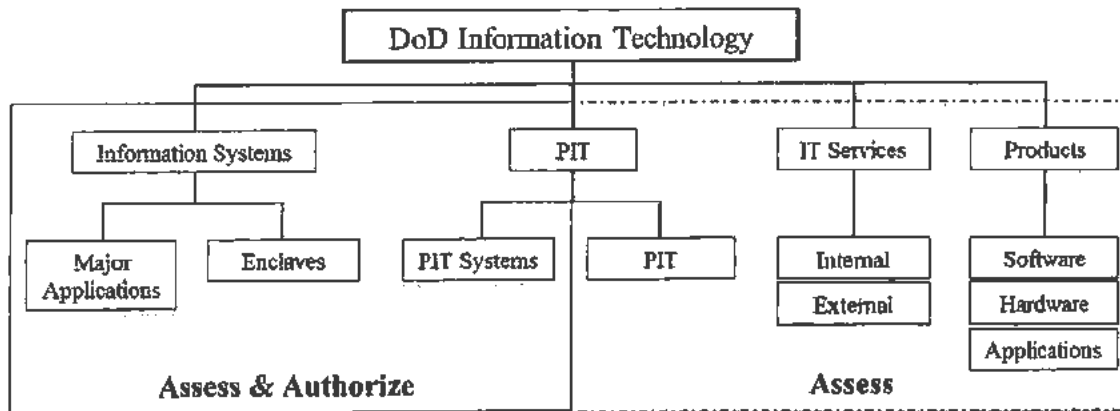 DoD Information Technology
Information Systems
PIT
IT Services
Products
Major
Applications
Enclaves
PIT Systems
PIT
Internal
External
Software
Hardware
Applications
Assess & Authorize
Assess